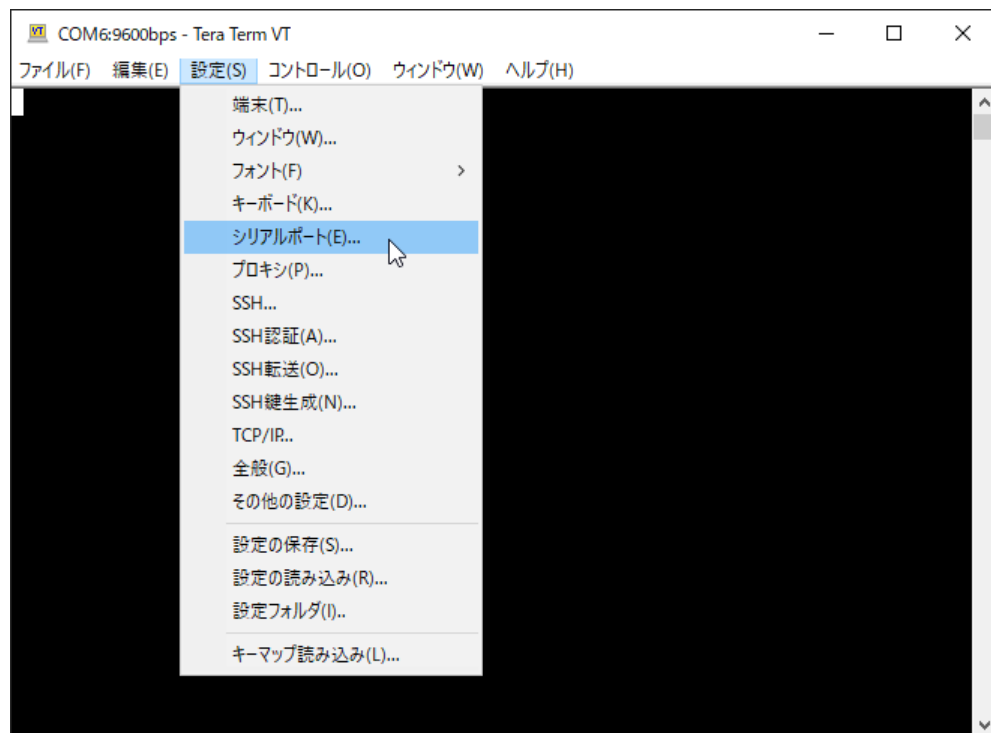 VT COM6:9600bps - Tera Term VT
ファイル(F) 編集(E) 設定(S) コントロール(O) ウィンドウ(W) ヘルプ(H)
端末(T)...
ウィンドウ(W)...
フォント(F)
キーボード(K)...
シリアルポート(E)...
プロキシ(P)...
SSH...
SSH認証(A)...
SSH転送(O)...
SSH鍵生成(N)...
TCP/IP...
全般(G)...
その他の設定(D)...
設定の保存(S)...
設定の読み込み(R)...
設定フォルダ(I)..
キーマップ読み込み(L)...